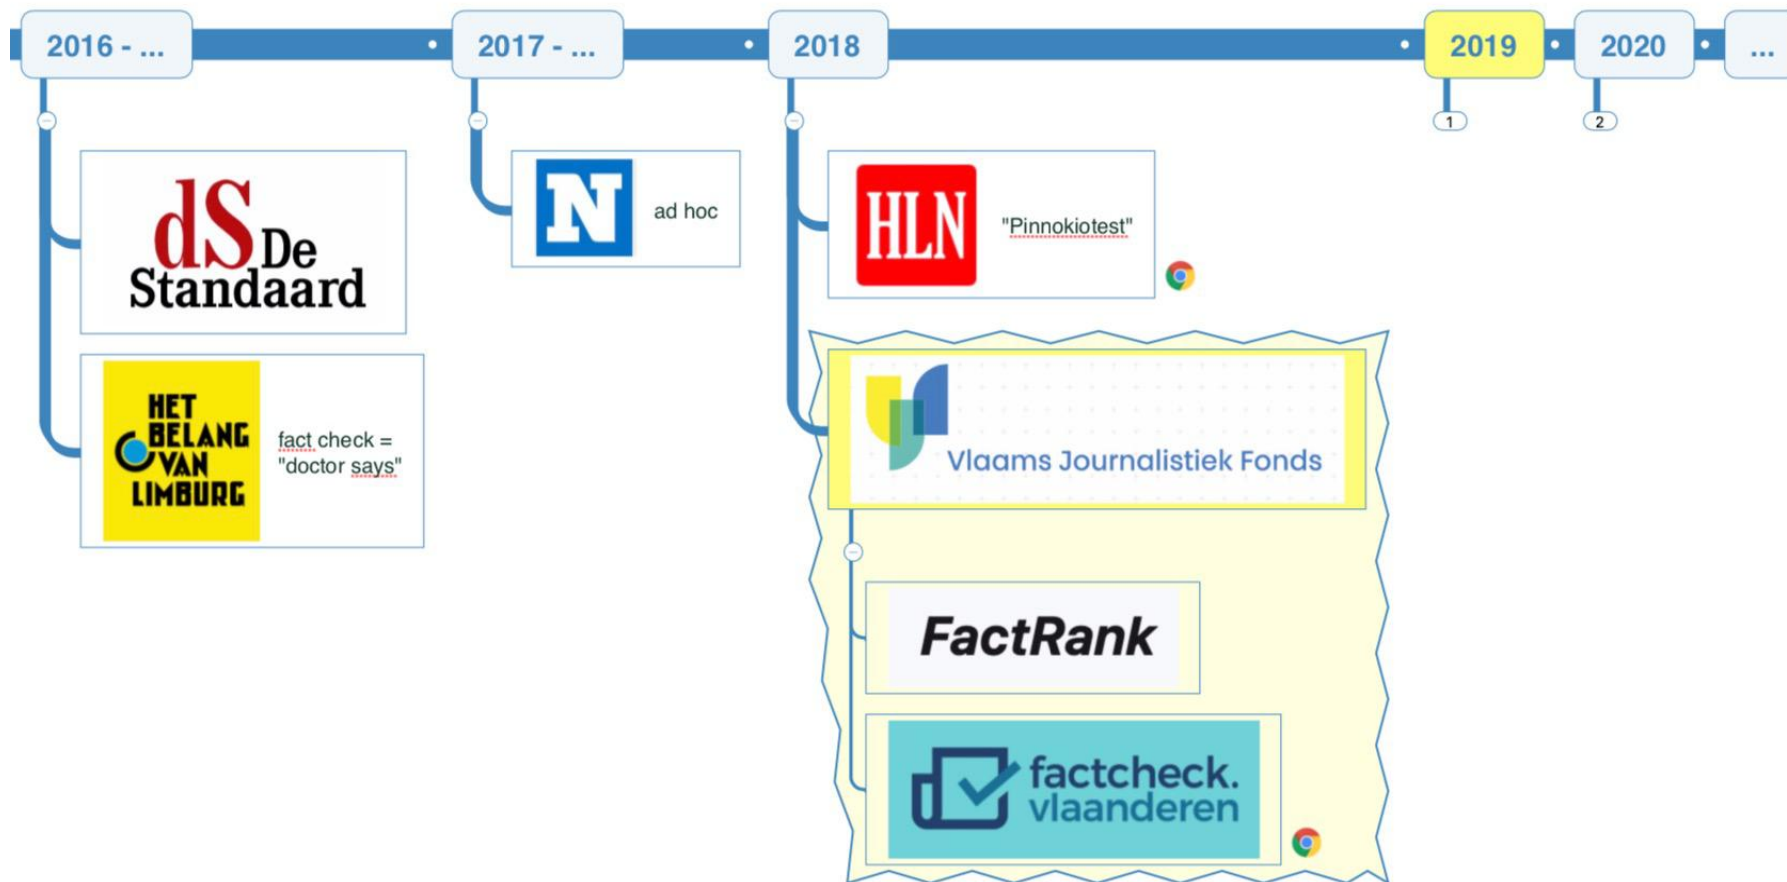 2016 - ...
2017 - ...
2018
2019
2020
...
1
2
dS De
Standaard
HET
BELANG
VAN
LIMBURG
fact check =
"doctor says"
N
ad hoc
HLN
"Pinnokiotest"
Vlaams Journalistiek Fonds
FactRank
factcheck.
vlaanderen